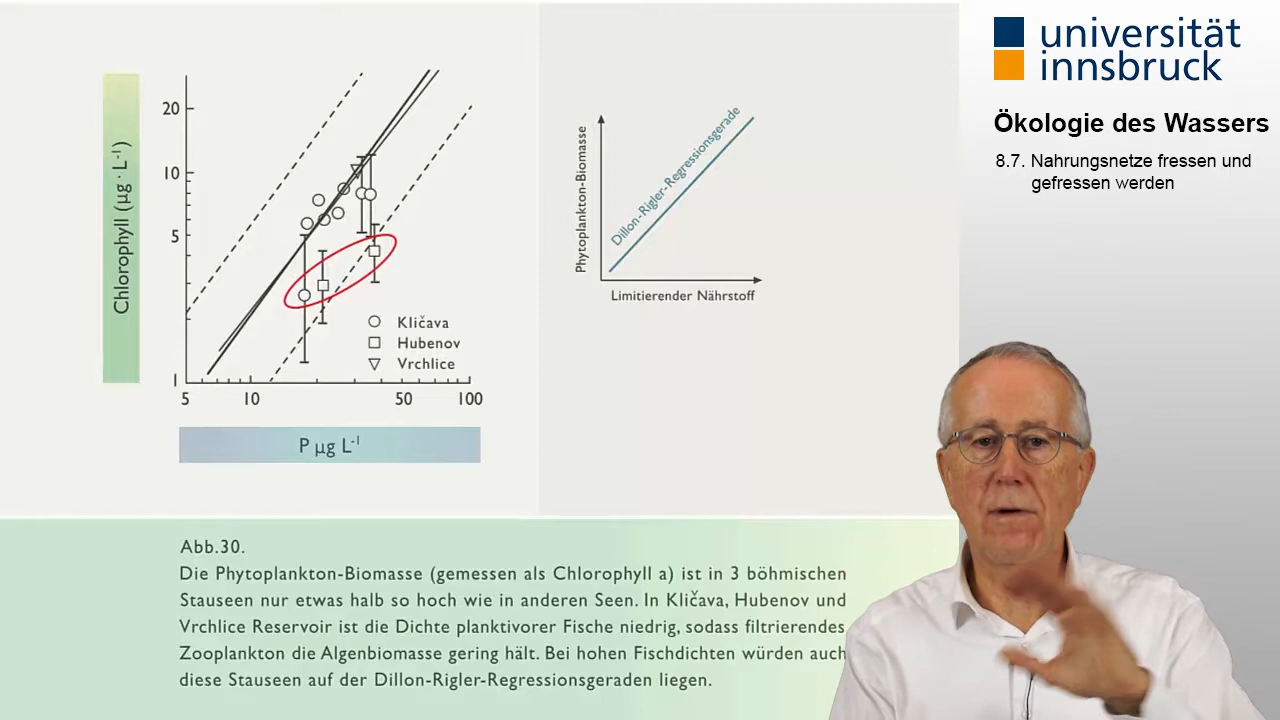 universität
innsbruck
Ökologie des Wassers
8.7. Nahrungsnetze fressen und
gefressen werden
Chlorophyll (µg · L⁻¹)
20
10
5
1
5
10
50
100
Kličava
Hubenov
Vrchlice
P µg L⁻¹
Phytoplankton-Biomasse
Dillon-Rigler-Regressionsgerade
Limitierender Nährstoff
Abb.30.
Die Phytoplankton-Biomasse (gemessen als Chlorophyll a) ist in 3 böhmischen
Stauseen nur etwas halb so hoch wie in anderen Seen. In Kličava, Hubenov und
Vrchlice Reservoir ist die Dichte planktivorer Fische niedrig, sodass filtrierendes
Zooplankton die Algenbiomasse gering hält. Bei hohen Fischdichten würden auch
diese Stauseen auf der Dillon-Rigler-Regressionsgeraden liegen.